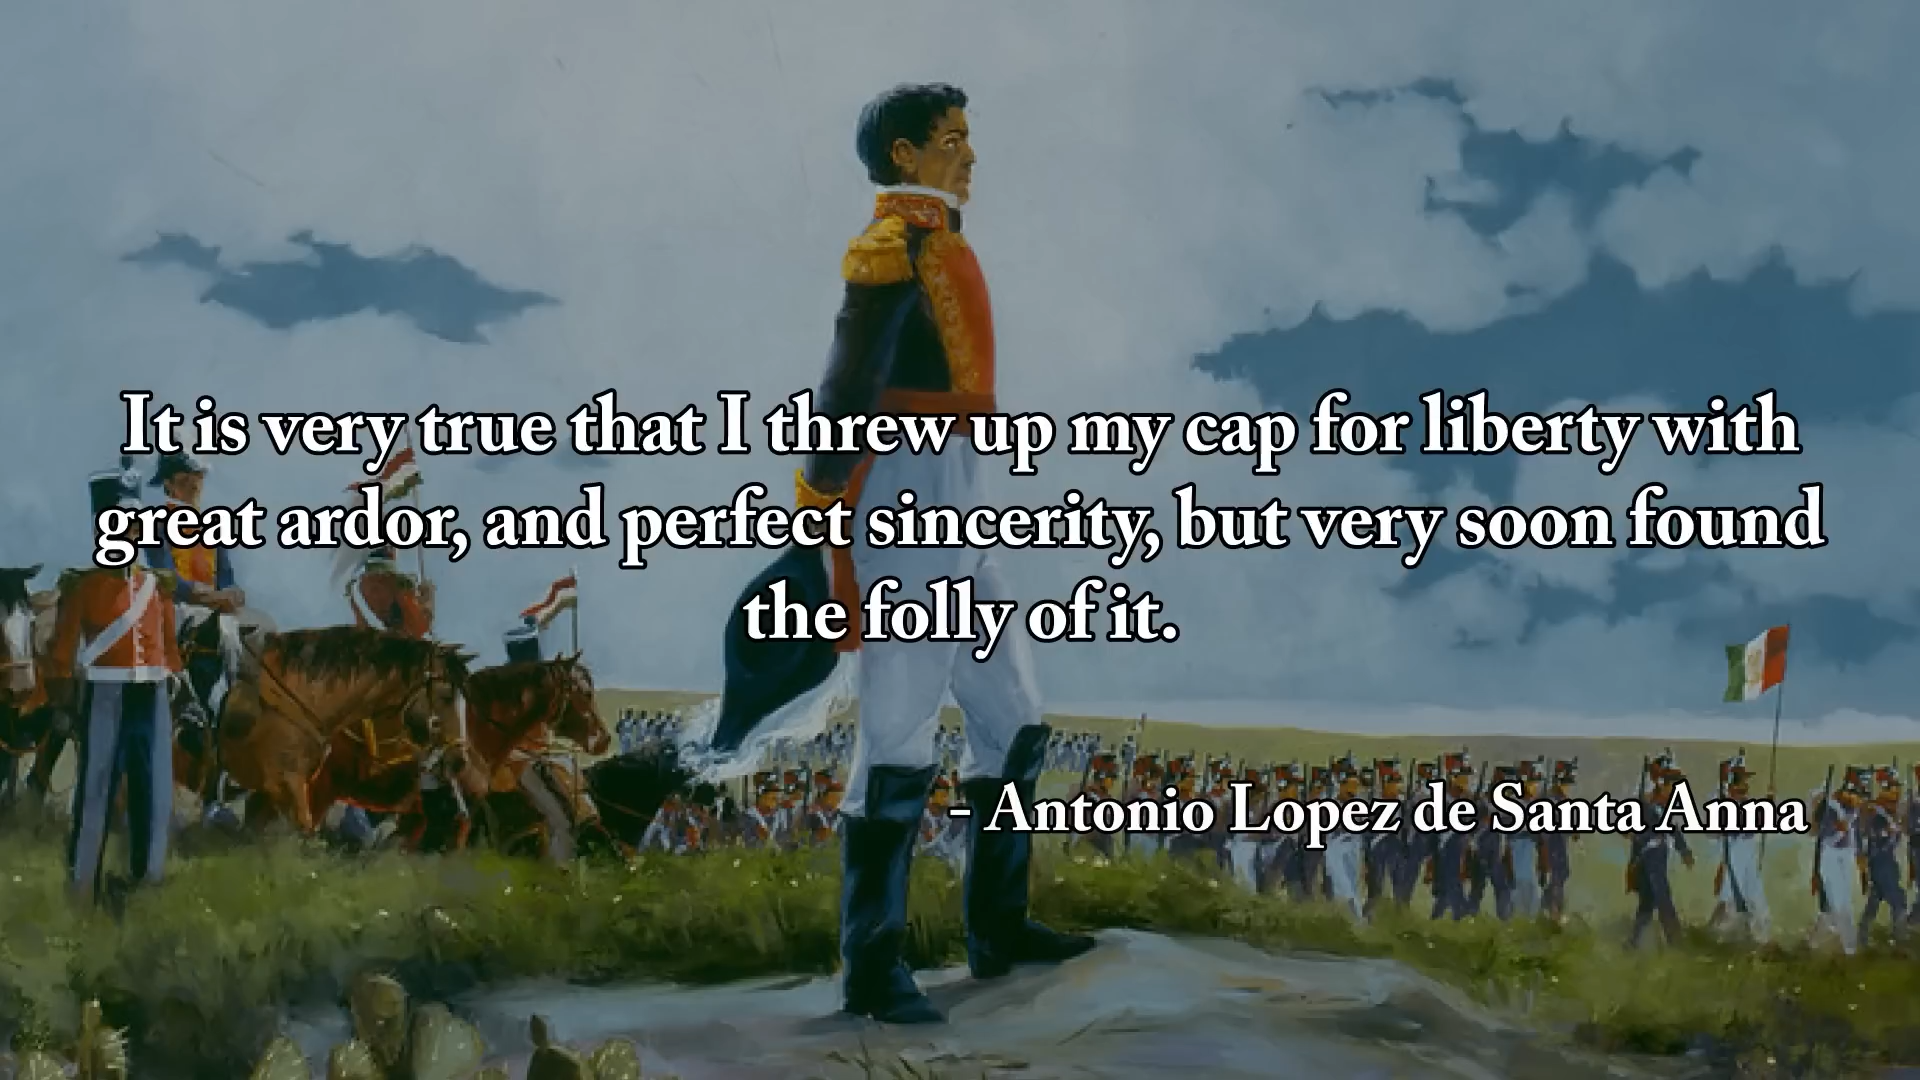 It is very true that I threw up my cap for liberty with
great ardor, and perfect sincerity, but very soon found
the folly of it.
- Antonio Lopez de Santa Anna